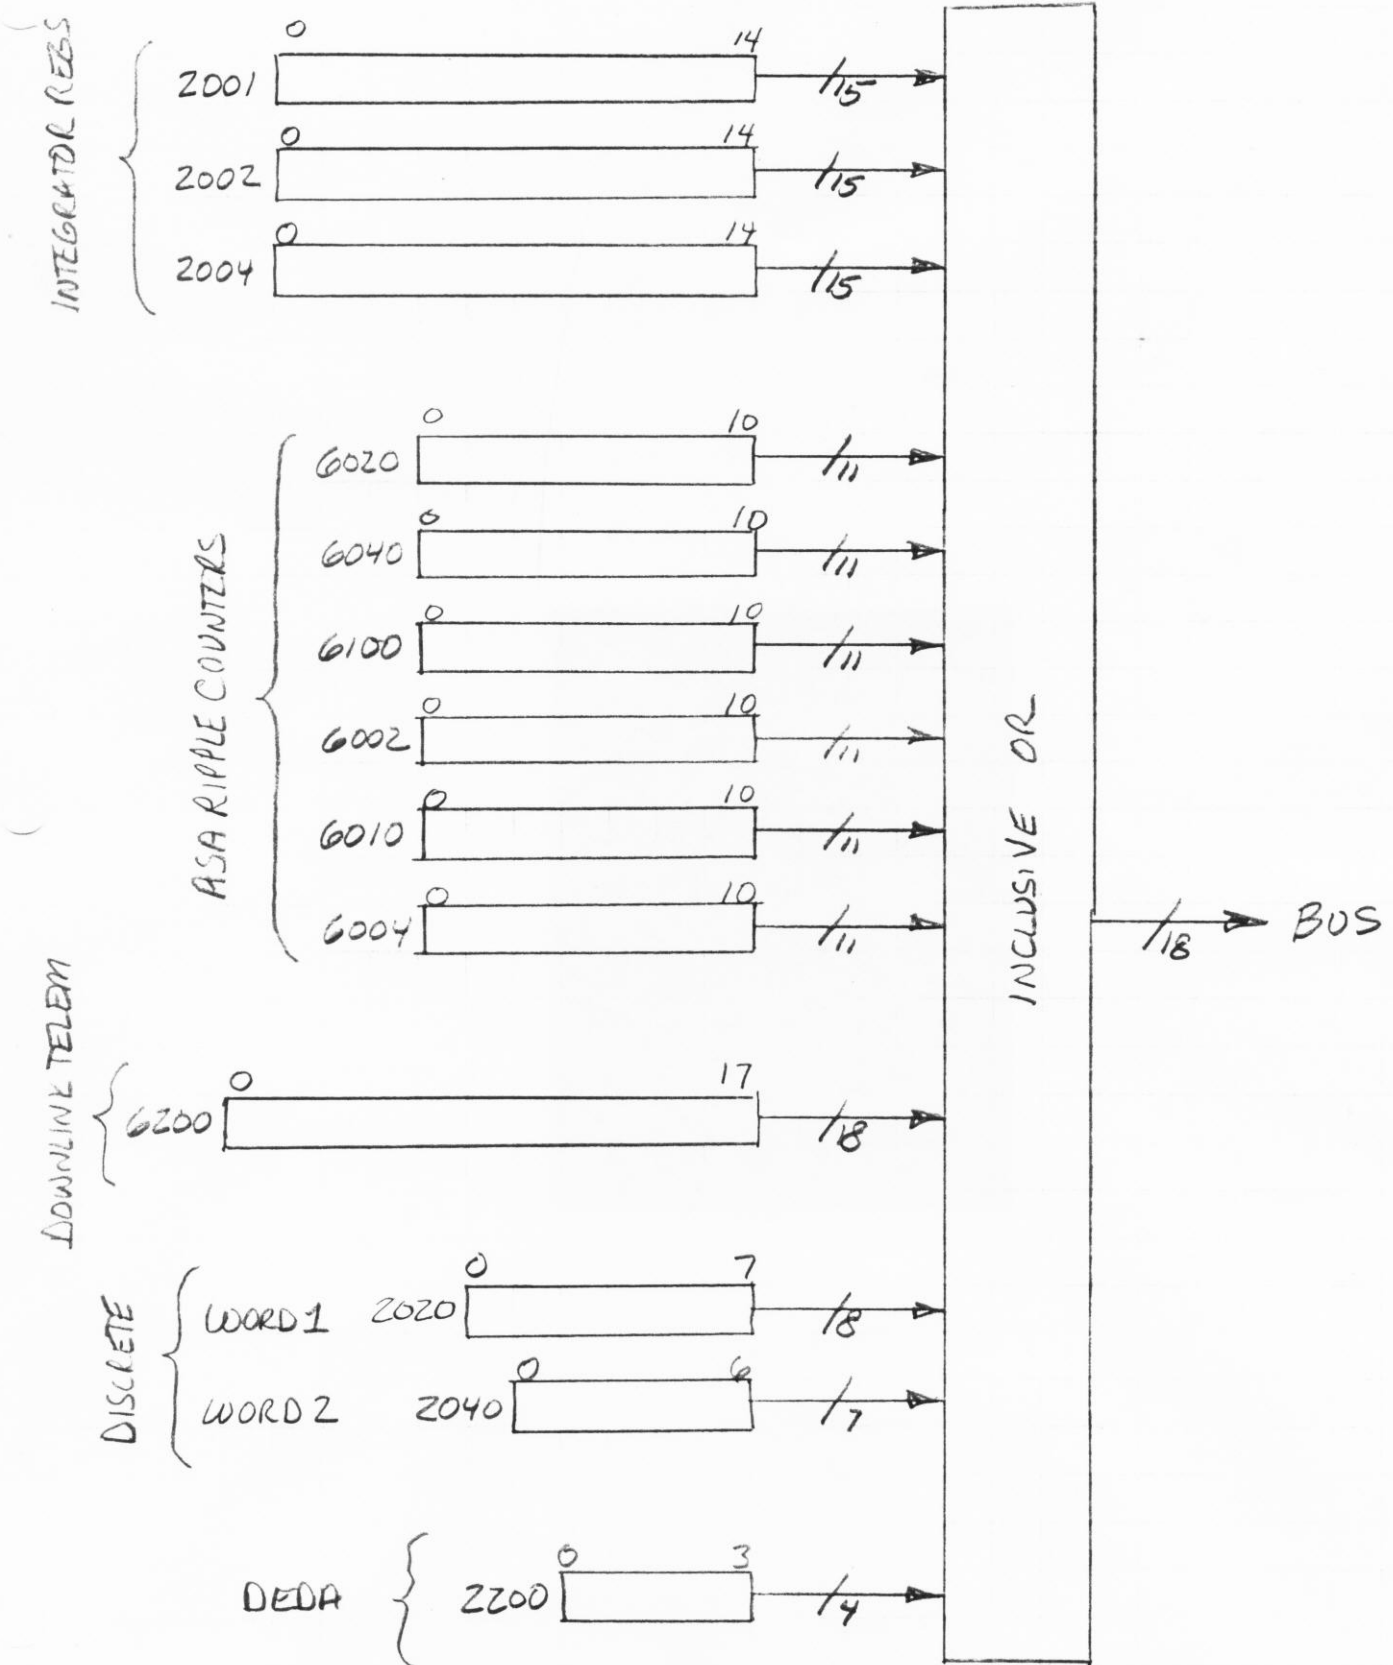 INTEGRATOR REGS
0 14
2001 /15
0 14
2002 /15
0 14
2004 /15
ASA RIPPLE COUNTERS
0 10
6020 /11
0 10
6040 /11
0 10
6100 /11
0 10
6002 /11
0 10
6010 /11
0 10
6004 /11
INCLUSIVE OR
/18 BUS
DOWNLINK TELEM
0 17
6200 /18
DISCRETE
0 7
WORD 1 2020 /8
0 6
WORD 2 2040 /7
0 3
DEDA 2200 /4